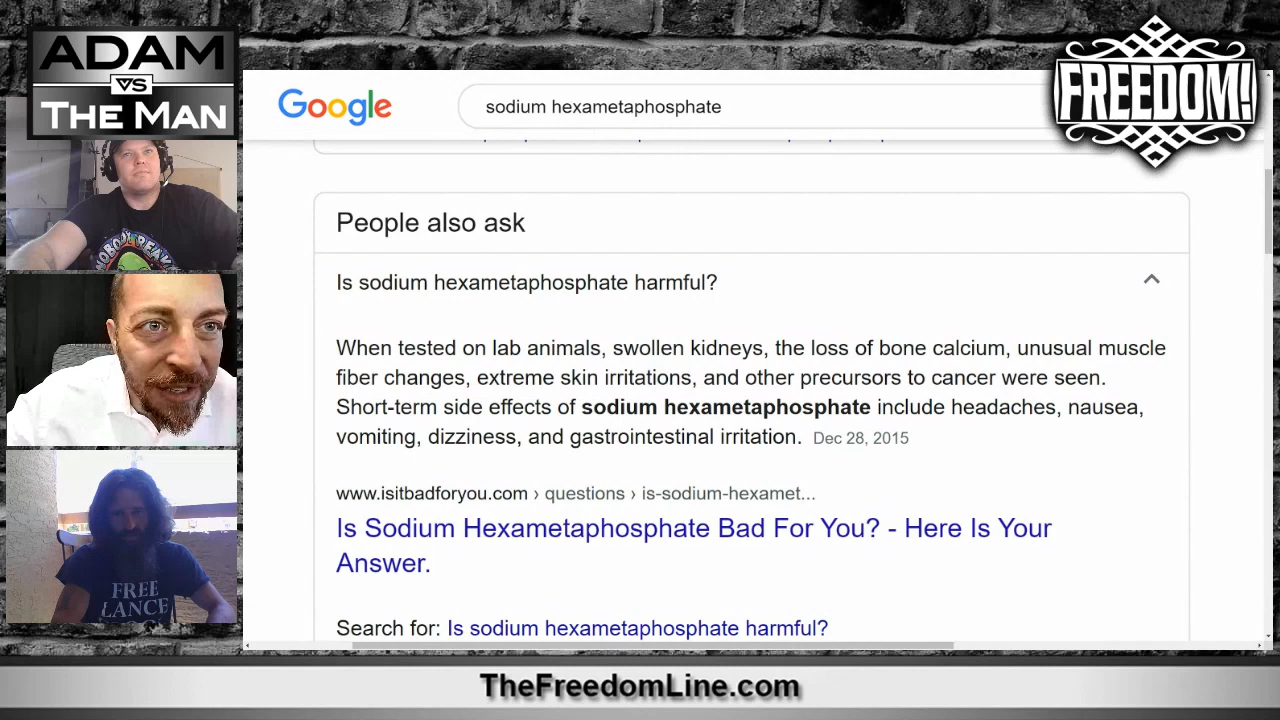 ADAM
VS
THE MAN
FREEDOM!
Google
sodium hexametaphosphate
People also ask
Is sodium hexametaphosphate harmful?
When tested on lab animals, swollen kidneys, the loss of bone calcium, unusual muscle
fiber changes, extreme skin irritations, and other precursors to cancer were seen.
Short-term side effects of sodium hexametaphosphate include headaches, nausea,
vomiting, dizziness, and gastrointestinal irritation. Dec 28, 2015
www.isitbadforyou.com › questions › is-sodium-hexamet...
Is Sodium Hexametaphosphate Bad For You? - Here Is Your
Answer.
Search for: Is sodium hexametaphosphate harmful?
FREE
LANCE
TheFreedomLine.com